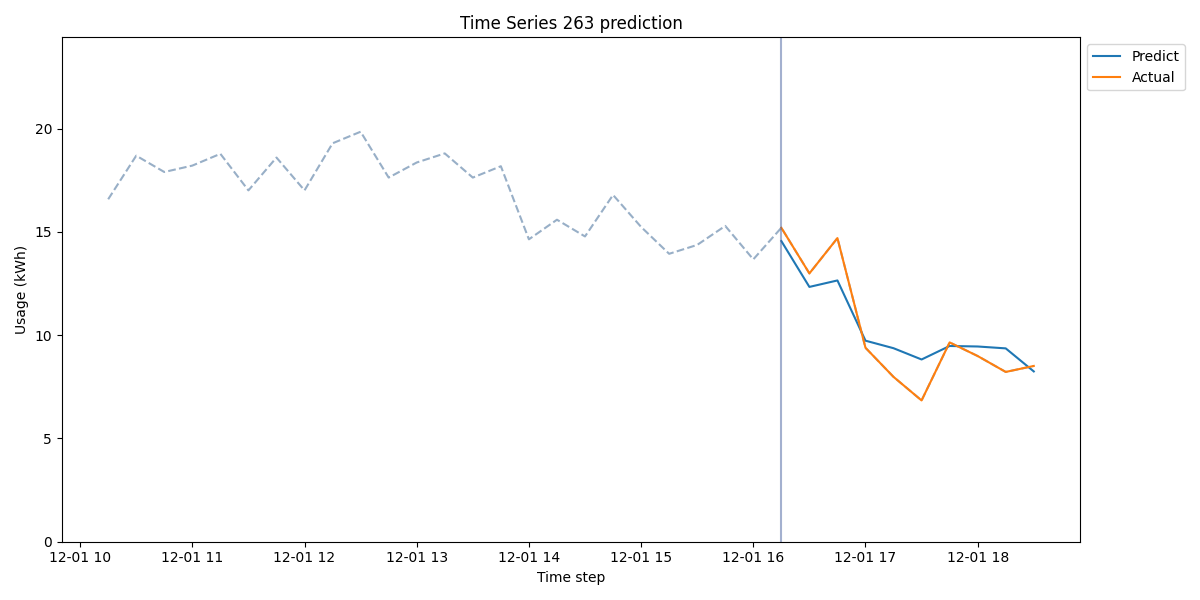 Time Series 263 prediction
Predict
Actual
Usage (kWh)
20
15
10
5
0
12-01 10
12-01 11
12-01 12
12-01 13
12-01 14
12-01 15
12-01 16
12-01 17
12-01 18
Time step